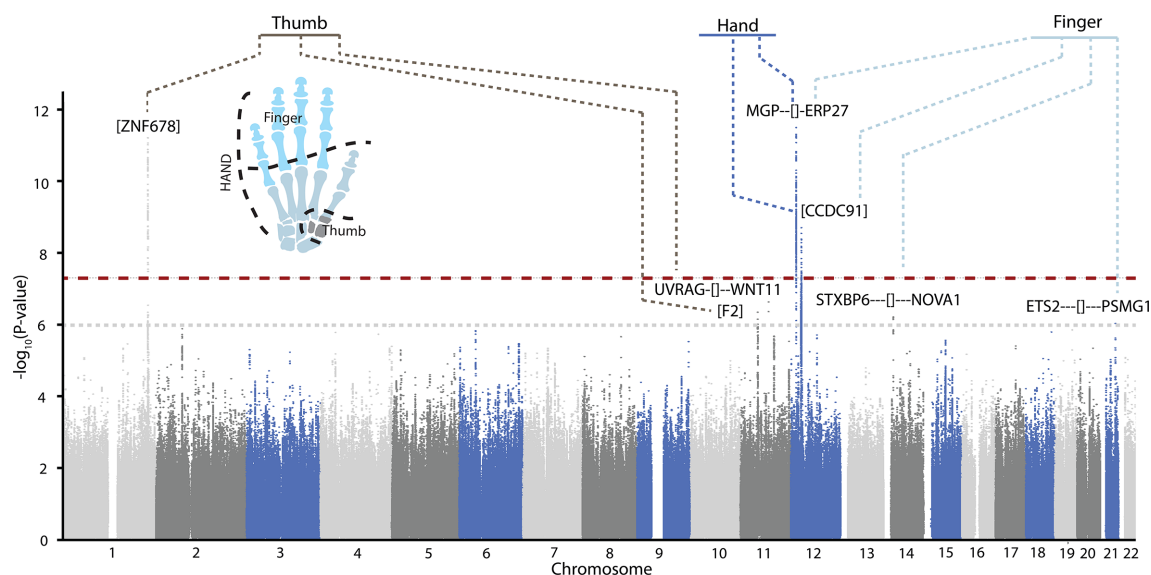 Thumb
Hand
Finger
12
10
8
6
4
2
0
-log10(P-value)
[ZNF678]
Finger
HAND
Thumb
MGP--[]-ERP27
[CCDC91]
UVRAG-[]--WNT11
[F2]
STXBP6---[]---NOVA1
ETS2---[]---PSMG1
1 2 3 4 5 6 7 8 9 10 11 12 13 14 15 16 17 18 19 20 21 22
Chromosome